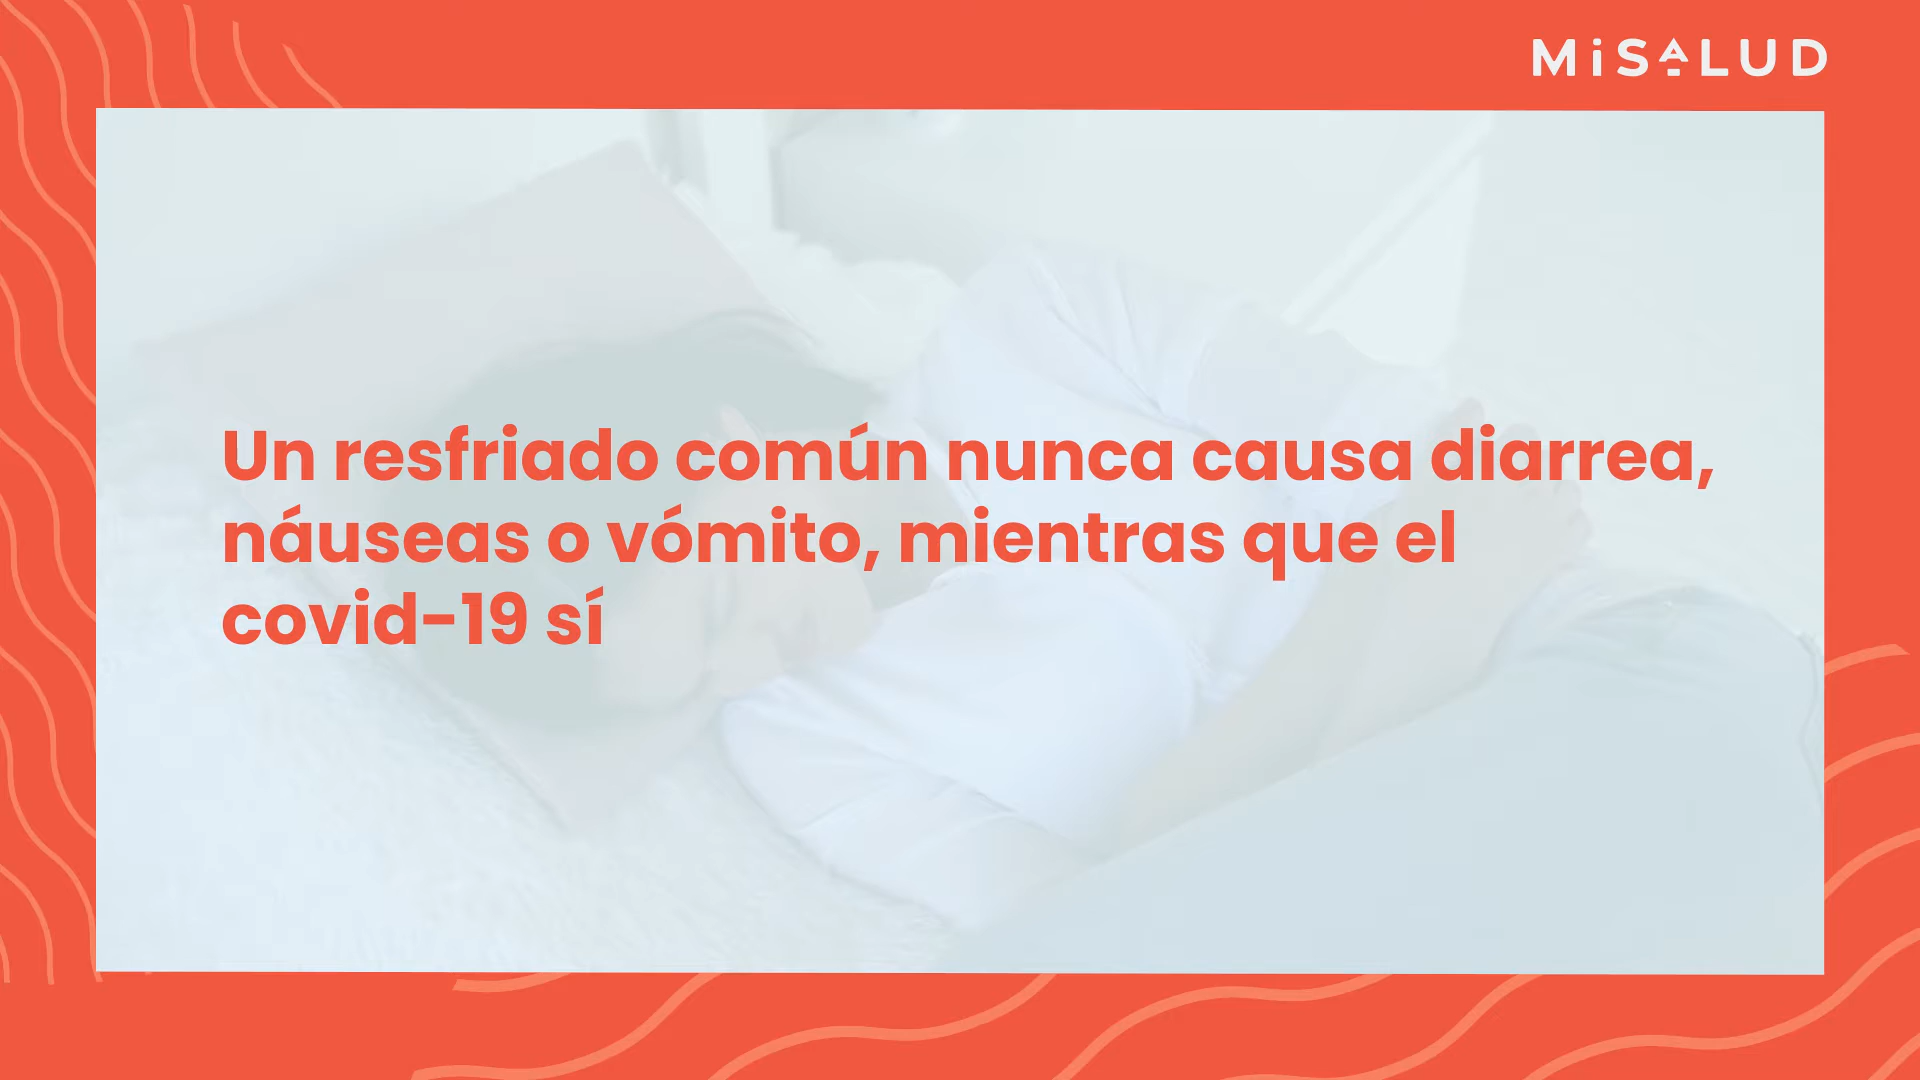 MiSALUD
Un resfriado común nunca causa diarrea,
náuseas o vómito, mientras que el
covid-19 sí